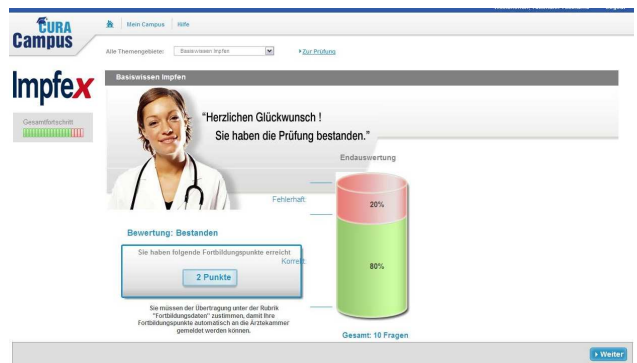 CURA
Campus
Mein Campus
Hilfe
Alle Themengebiete:
Basiswissen Impfen
Zur Prüfung
Impfex
Gesamtfortschritt
Basiswissen Impfen
"Herzlichen Glückwunsch !
Sie haben die Prüfung bestanden."
Endauswertung
Fehlerhaft:
20%
Bewertung: Bestanden
Sie haben folgende Fortbildungspunkte erreicht
Korrekt:
80%
2 Punkte
Sie müssen der Übertragung unter der Rubrik
"Fortbildungsdaten" zustimmen, damit Ihre
Fortbildungspunkte automatisch an die Ärztekammer
gemeldet werden können.
Gesamt: 10 Fragen
Weiter